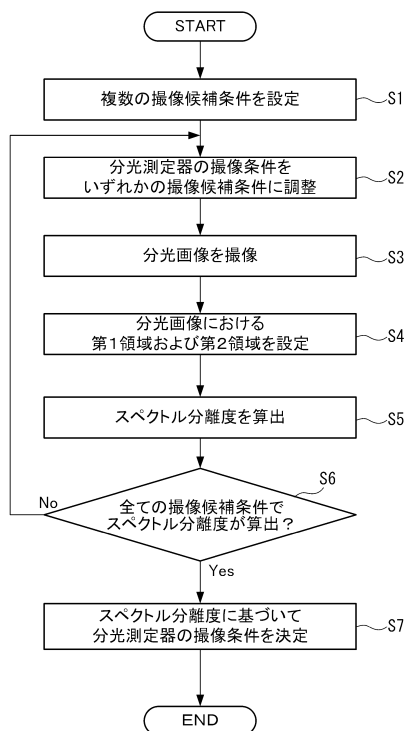 START
複数の撮像候補条件を設定
S1
分光測定器の撮像条件を
いずれかの撮像候補条件に調整
S2
分光画像を撮像
S3
分光画像における
第1領域および第2領域を設定
S4
スペクトル分離度を算出
S5
S6
全ての撮像候補条件で
スペクトル分離度が算出？
No
Yes
スペクトル分離度に基づいて
分光測定器の撮像条件を決定
S7
END